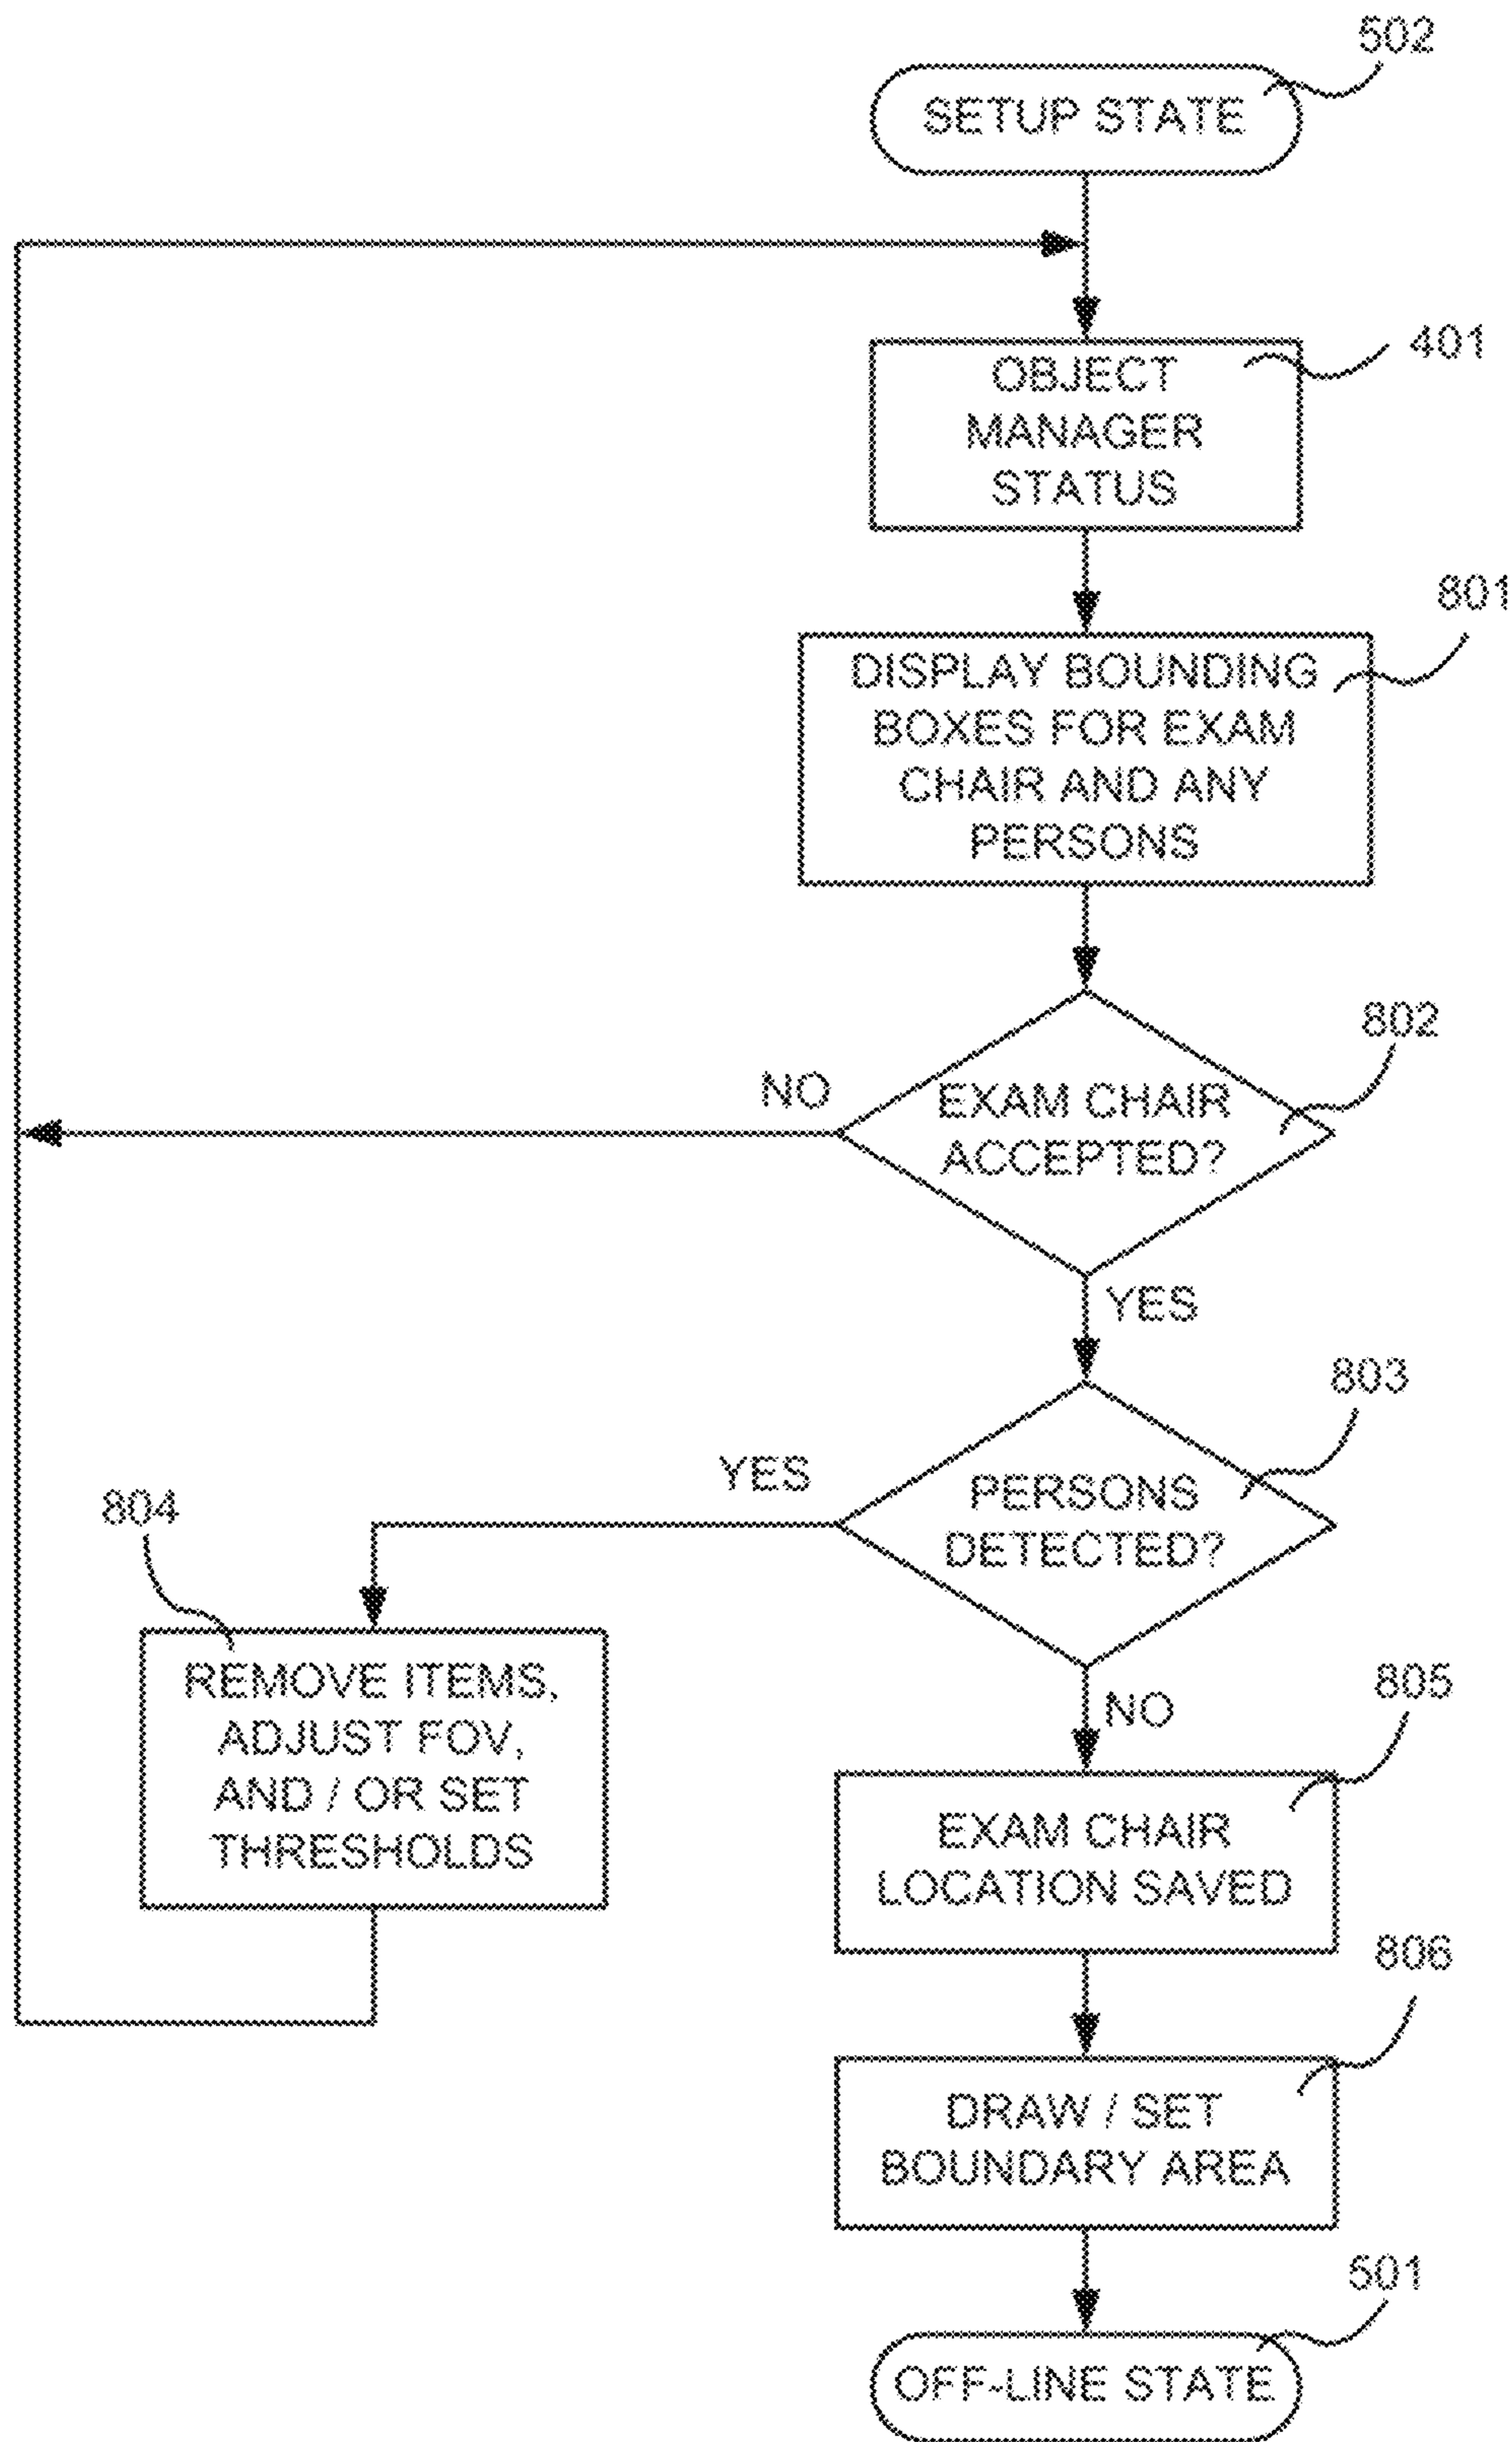 502
SETUP STATE
401
OBJECT
MANAGER
STATUS
801
DISPLAY BOUNDING
BOXES FOR EXAM
CHAIR AND ANY
PERSONS
802
NO
EXAM CHAIR
ACCEPTED?
YES
803
YES
PERSONS
DETECTED?
804
REMOVE ITEMS,
ADJUST FOV,
AND / OR SET
THRESHOLDS
NO
805
EXAM CHAIR
LOCATION SAVED
806
DRAW / SET
BOUNDARY AREA
501
OFF-LINE STATE